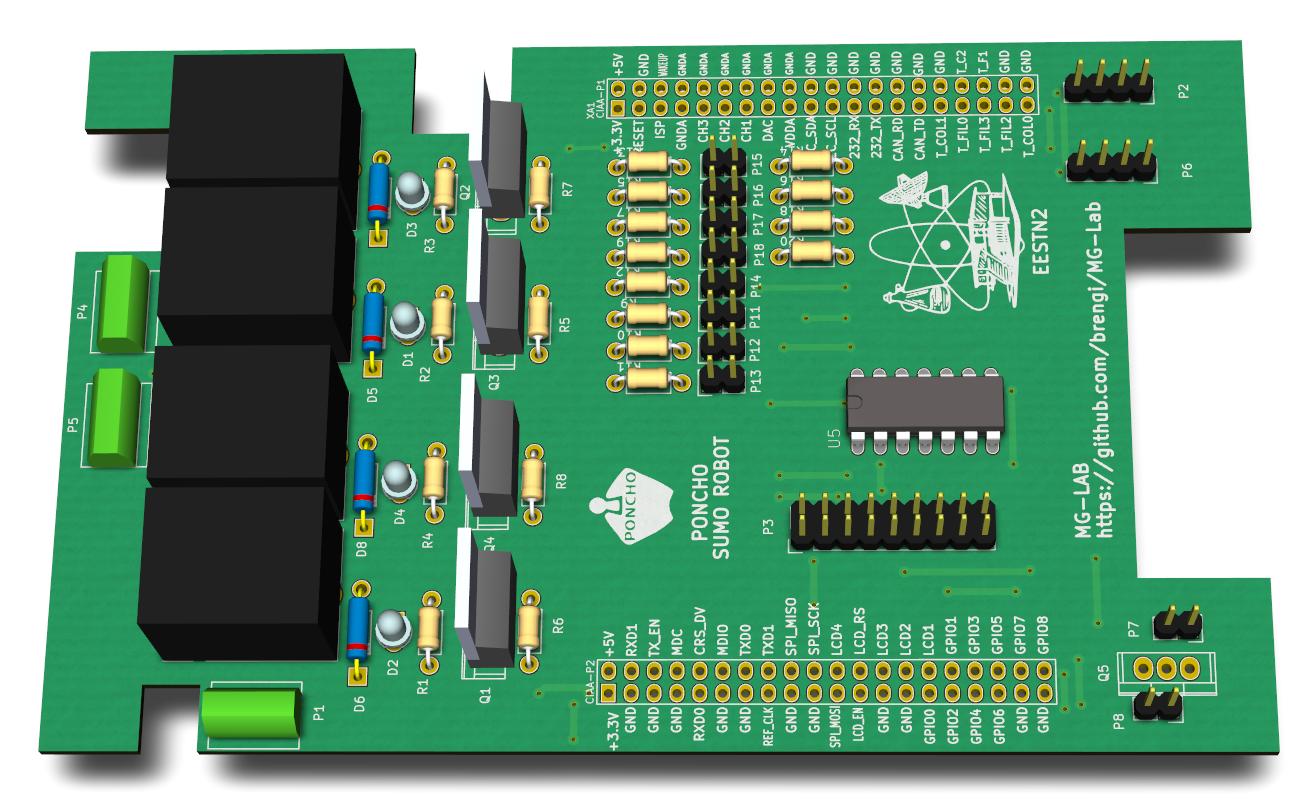 +5V GND WAKEUP GNDA GNDA GNDA GNDA GNDA GNDA GND GND GND GND GND GND GND T_C2 T_F1 GND GND
XA1
CIAA-P1
+3.3V RESET ISP GNDA CH3 CH2 CH1 DAC VDDA C_SDA C_SCL 232_RX 232_TX CAN_RD CAN_TD T_COL1 T_FIL0 T_FIL3 T_FIL2 T_COL0
P2
P6
P15
P16
P17
P18
P14
P11
P12
P13
Q2
R7
D3
R3
P4
D1
R5
R2
Q3
D5
P5
EESTN2
U5
D4
R8
R4
Q4
D8
PONCHO
PONCHO
SUMO ROBOT
P3
MG-LAB
https://github.com/brengi/MG-Lab
D2
R6
R1
Q1
D6
P1
+5V RXD1 TX_EN MDC CRS_DV MDIO TXD0 TXD1 SPI_MISO SPI_SCK LCD4 LCD_RS LCD3 LCD2 LCD1 GPIO1 GPIO3 GPIO5 GPIO7 GPIO8
CIAA-P2
+3.3V GND GND GND RXD0 GND GND REF_CLK GND GND SPI_MOSI LCD_EN GND GND GPIO0 GPIO2 GPIO4 GPIO6 GND GND
P7
Q5
P8